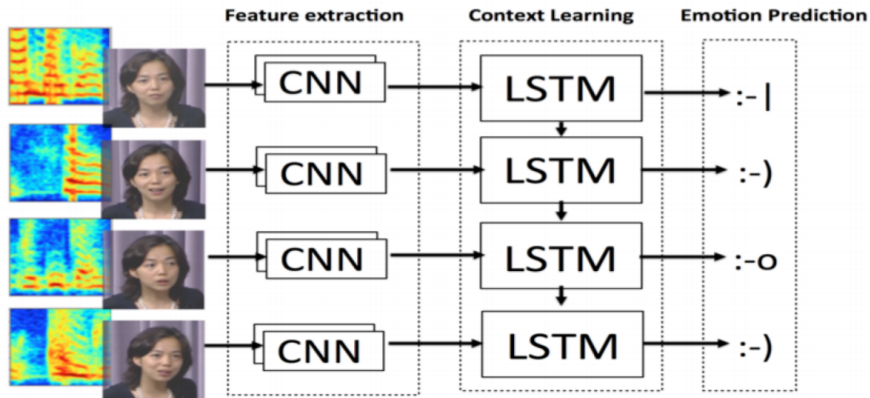 Feature extraction Context Learning Emotion Prediction
CNN LSTM :-|
CNN LSTM :-)
CNN LSTM :-o
CNN LSTM :-)